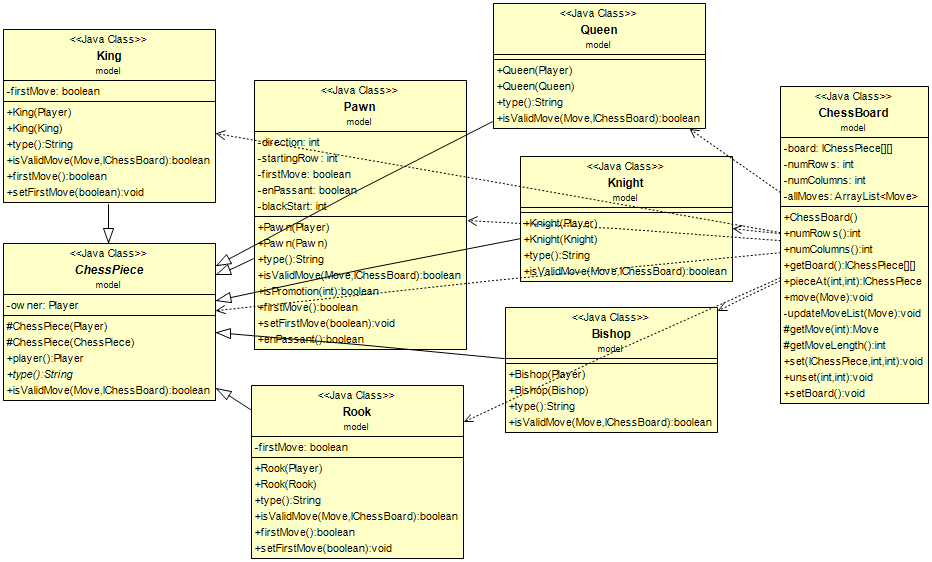 <<Java Class>>
King
model
-firstMove: boolean
+King(Player)
+King(King)
+type():String
+isValidMove(Move,IChessBoard):boolean
+firstMove():boolean
+setFirstMove(boolean):void
<<Java Class>>
ChessPiece
model
-owner: Player
#ChessPiece(Player)
#ChessPiece(ChessPiece)
+player():Player
+type():String
+isValidMove(Move,IChessBoard):boolean
<<Java Class>>
Pawn
model
-direction: int
-startingRow: int
-firstMove: boolean
-enPassant: boolean
-blackStart: int
+Pawn(Player)
+Pawn(Pawn)
+type():String
+isValidMove(Move,IChessBoard):boolean
+isPromotion(int):boolean
+firstMove():boolean
+setFirstMove(boolean):void
+enPassant():boolean
<<Java Class>>
Rook
model
-firstMove: boolean
+Rook(Player)
+Rook(Rook)
+type():String
+isValidMove(Move,IChessBoard):boolean
+firstMove():boolean
+setFirstMove(boolean):void
<<Java Class>>
Queen
model
+Queen(Player)
+Queen(Queen)
+type():String
+isValidMove(Move,IChessBoard):boolean
<<Java Class>>
Knight
model
+Knight(Player)
+Knight(Knight)
+type():String
+isValidMove(Move,IChessBoard):boolean
<<Java Class>>
Bishop
model
+Bishop(Player)
+Bishop(Bishop)
+type():String
+isValidMove(Move,IChessBoard):boolean
<<Java Class>>
ChessBoard
model
-board: IChessPiece[][]
-numRows: int
-numColumns: int
-allMoves: ArrayList<Move>
+ChessBoard()
+numRows():int
+numColumns():int
+getBoard():IChessPiece[][]
+pieceAt(int,int):IChessPiece
+move(Move):void
-updateMoveList(Move):void
#getMove(int):Move
#getMoveLength():int
+set(IChessPiece,int,int):void
+unset(int,int):void
+setBoard():void